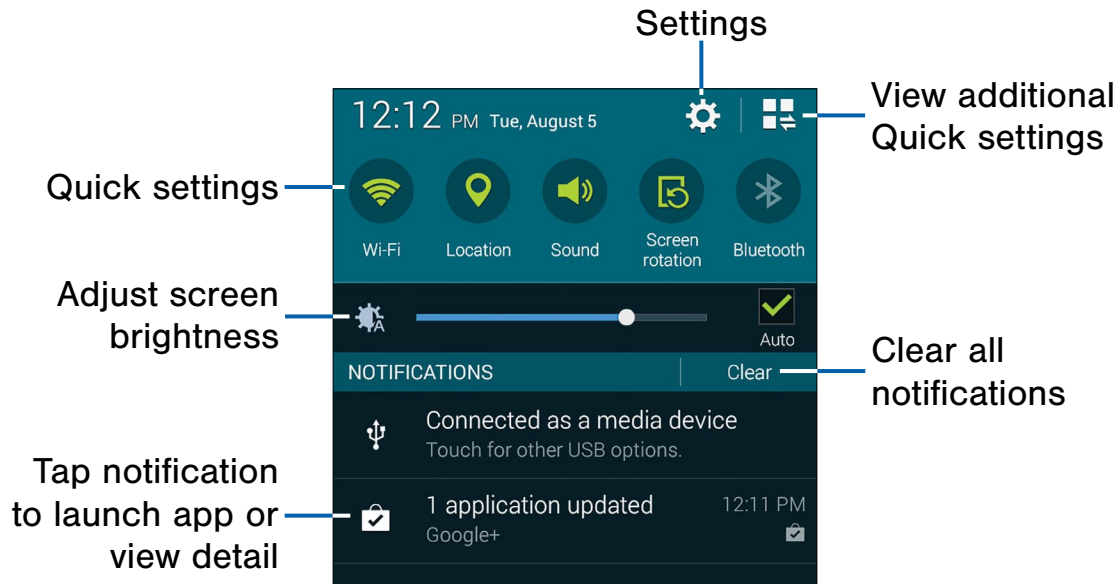 Settings
View additional
Quick settings
12:12 PM Tue, August 5
Quick settings
Wi-Fi
Location
Sound
Screen
rotation
Bluetooth
Adjust screen
brightness
A
Auto
NOTIFICATIONS
Clear
Clear all
notifications
Connected as a media device
Touch for other USB options.
Tap notification
to launch app or
view detail
1 application updated
12:11 PM
Google+